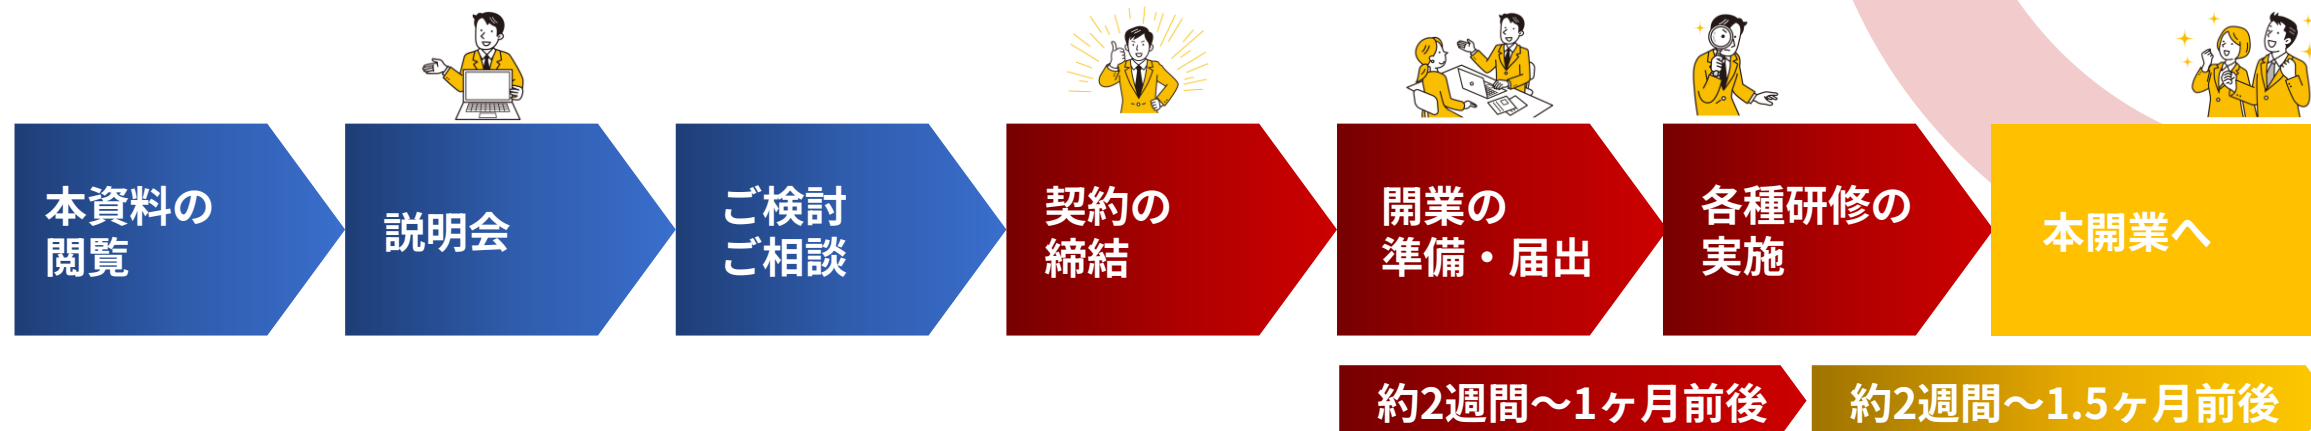 本資料の
閲覧
説明会
ご検討
ご相談
契約の
締結
開業の
準備・届出
各種研修の
実施
本開業へ
約2週間～1ヶ月前後
約2週間～1.5ヶ月前後